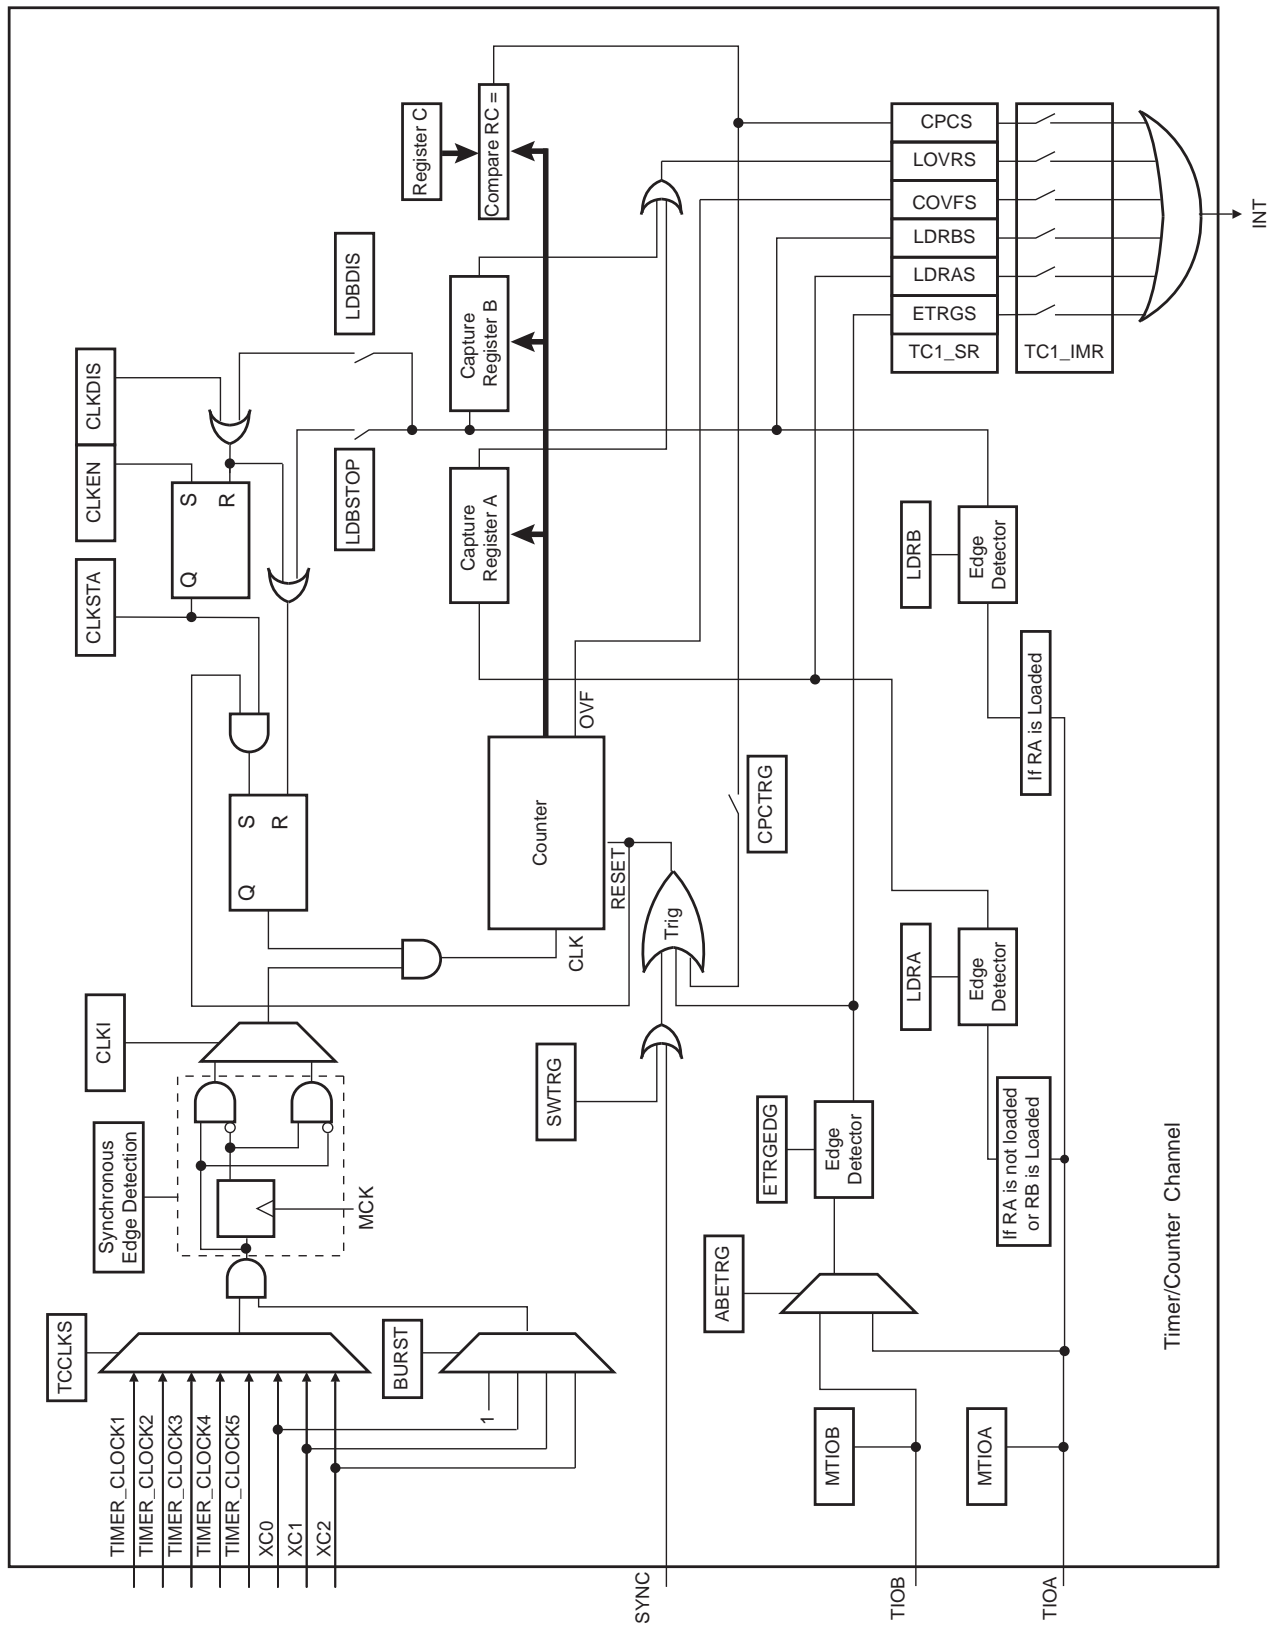 TCCLKS
TIMER_CLOCK1
TIMER_CLOCK2
TIMER_CLOCK3
TIMER_CLOCK4
TIMER_CLOCK5
XC0
XC1
XC2
BURST
1
Synchronous
Edge Detection
MCK
CLKI
CLKSTA
CLKEN
CLKDIS
Q
S
R
Q
S
R
LDBSTOP
LDBDIS
Register C
Capture
Register A
Capture
Register B
Compare RC =
Counter
CLK
OVF
RESET
Trig
SWTRG
SYNC
CPCTRG
ABETRG
ETRGEDG
Edge
Detector
MTIOB
TIOB
MTIOA
TIOA
LDRA
Edge
Detector
If RA is not loaded
or RB is Loaded
LDRB
Edge
Detector
If RA is Loaded
CPCS
LOVRS
COVFS
LDRBS
LDRAS
ETRGS
TC1_SR
TC1_IMR
INT
Timer/Counter Channel